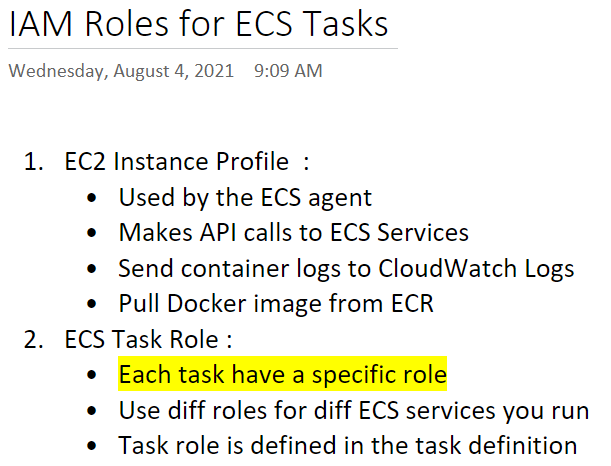 IAM Roles for ECS Tasks
Wednesday, August 4, 2021 9:09 AM
1. EC2 Instance Profile :
• Used by the ECS agent
• Makes API calls to ECS Services
• Send container logs to CloudWatch Logs
• Pull Docker image from ECR
2. ECS Task Role :
• Each task have a specific role
• Use diff roles for diff ECS services you run
• Task role is defined in the task definition